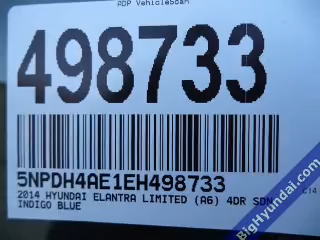 ADP VehicleScan
498733
5NPDH4AE1EH498733
2014 HYUNDAI ELANTRA LIMITED (A6) 4DR SDN
INDIGO BLUE
BigHyundai.com